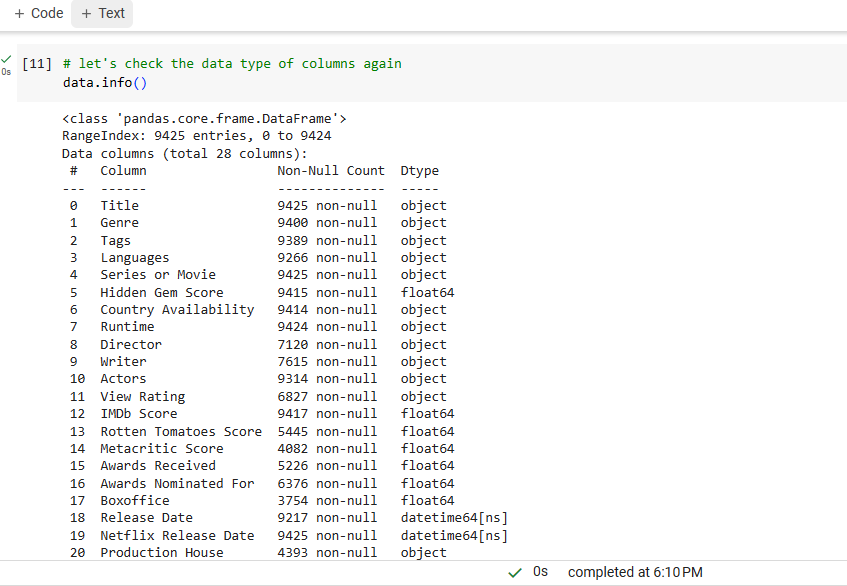 + Code + Text
[11] # let's check the data type of columns again
0s
data.info()
<class 'pandas.core.frame.DataFrame'>
RangeIndex: 9425 entries, 0 to 9424
Data columns (total 28 columns):
# Column Non-Null Count Dtype
--- ------ -------------- -----
0 Title 9425 non-null object
1 Genre 9400 non-null object
2 Tags 9389 non-null object
3 Languages 9266 non-null object
4 Series or Movie 9425 non-null object
5 Hidden Gem Score 9415 non-null float64
6 Country Availability 9414 non-null object
7 Runtime 9424 non-null object
8 Director 7120 non-null object
9 Writer 7615 non-null object
10 Actors 9314 non-null object
11 View Rating 6827 non-null object
12 IMDb Score 9417 non-null float64
13 Rotten Tomatoes Score 5445 non-null float64
14 Metacritic Score 4082 non-null float64
15 Awards Received 5226 non-null float64
16 Awards Nominated For 6376 non-null float64
17 Boxoffice 3754 non-null float64
18 Release Date 9217 non-null datetime64[ns]
19 Netflix Release Date 9425 non-null datetime64[ns]
20 Production House 4393 non-null object
0s completed at 6:10 PM